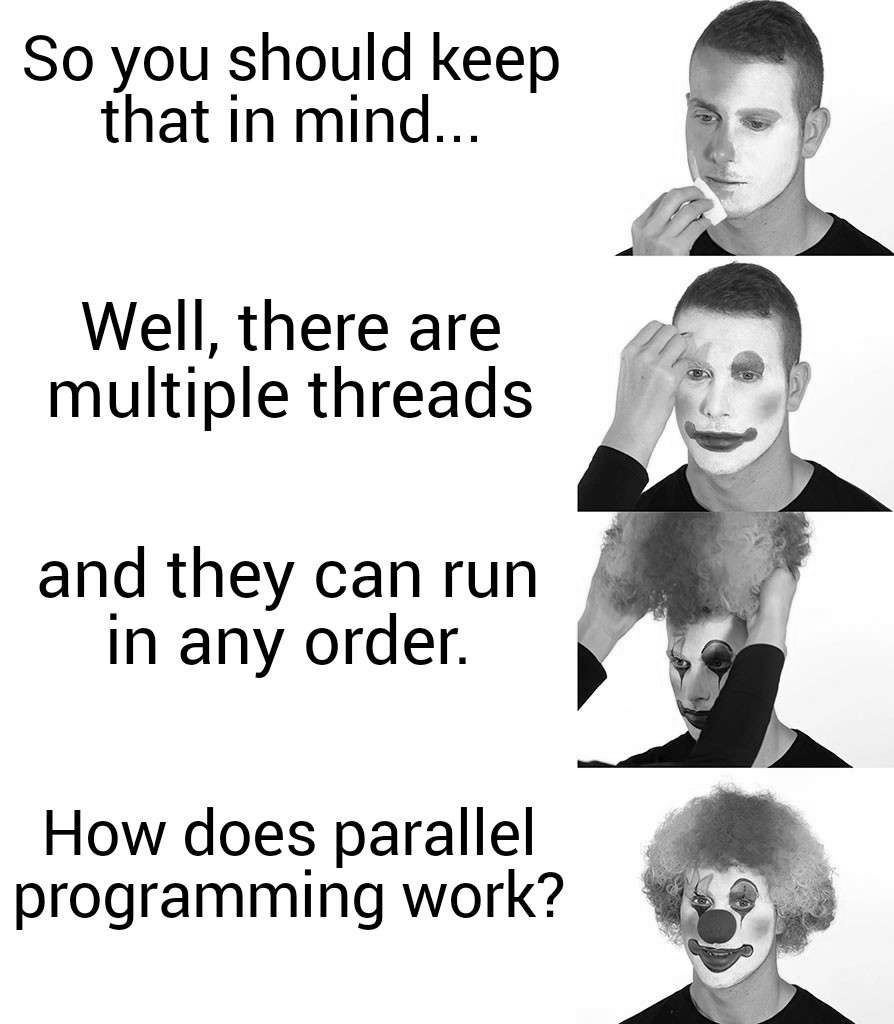 So you should keep
that in mind...
Well, there are
multiple threads
and they can run
in any order.
How does parallel
programming work?